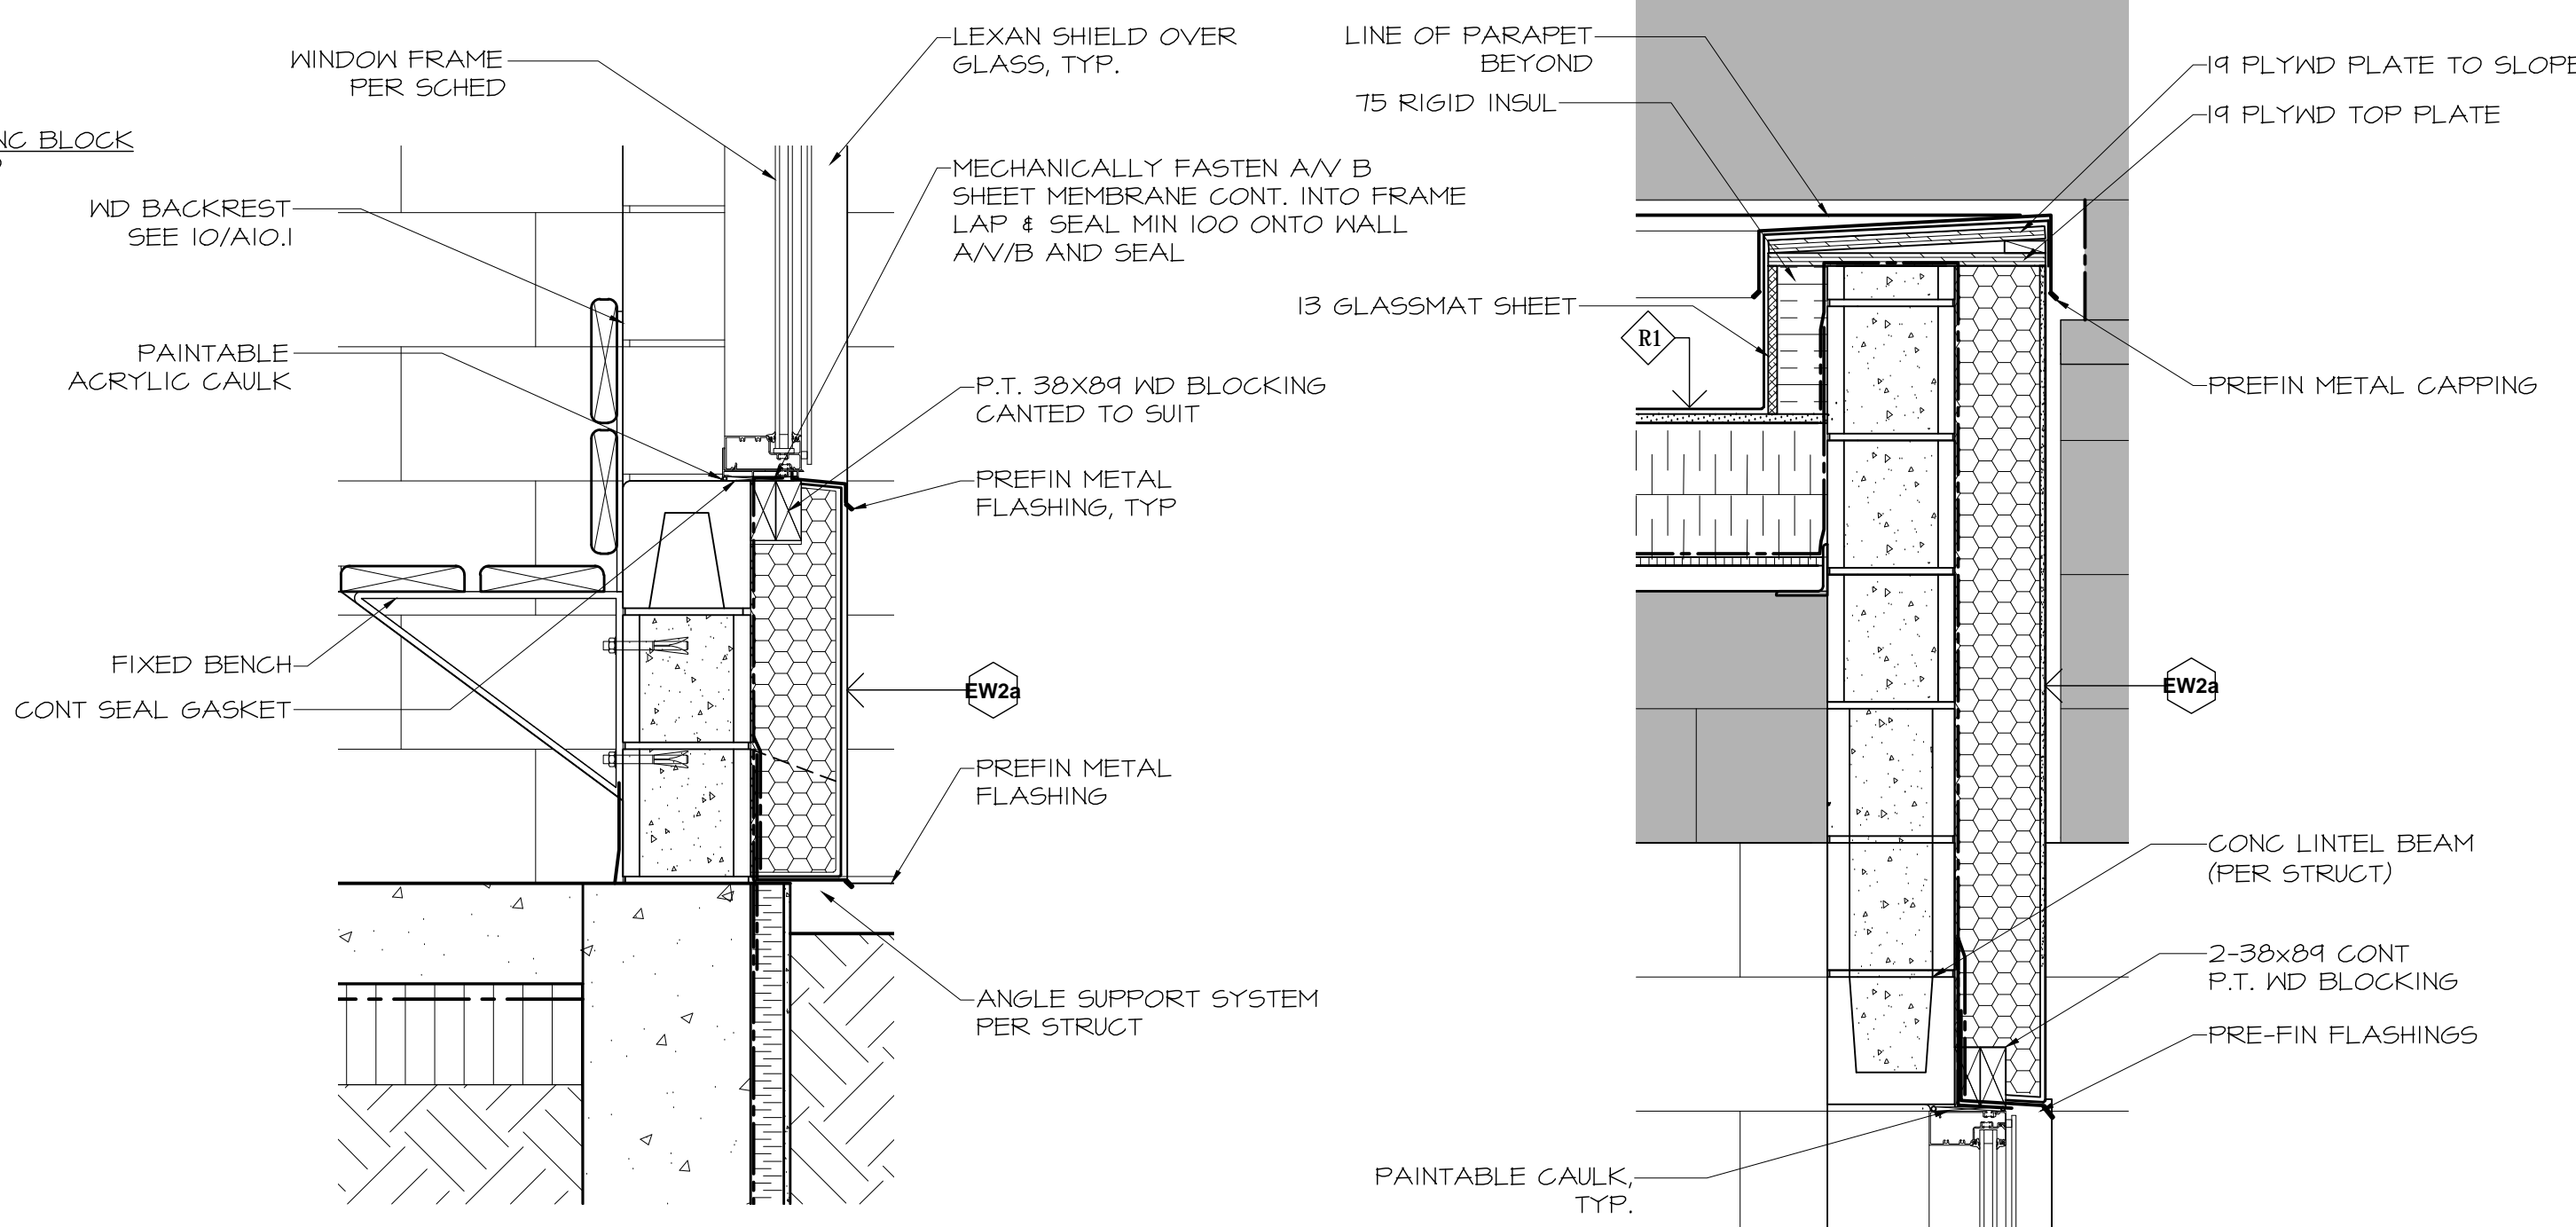 NC BLOCK
WINDOW FRAME
PER SCHED
WD BACKREST
SEE 10/A10.1
PAINTABLE
ACRYLIC CAULK
FIXED BENCH
CONT SEAL GASKET
LEXAN SHIELD OVER
GLASS, TYP.
MECHANICALLY FASTEN A/V B
SHEET MEMBRANE CONT. INTO FRAME
LAP & SEAL MIN 100 ONTO WALL
A/V/B AND SEAL
P.T. 38X89 WD BLOCKING
CANTED TO SUIT
PREFIN METAL
FLASHING, TYP
EW2a
PREFIN METAL
FLASHING
ANGLE SUPPORT SYSTEM
PER STRUCT
LINE OF PARAPET
BEYOND
75 RIGID INSUL
13 GLASSMAT SHEET
R1
19 PLYWD PLATE TO SLOPE
19 PLYWD TOP PLATE
PREFIN METAL CAPPING
EW2a
CONC LINTEL BEAM
(PER STRUCT)
2-38x89 CONT
P.T. WD BLOCKING
PRE-FIN FLASHINGS
PAINTABLE CAULK,
TYP.